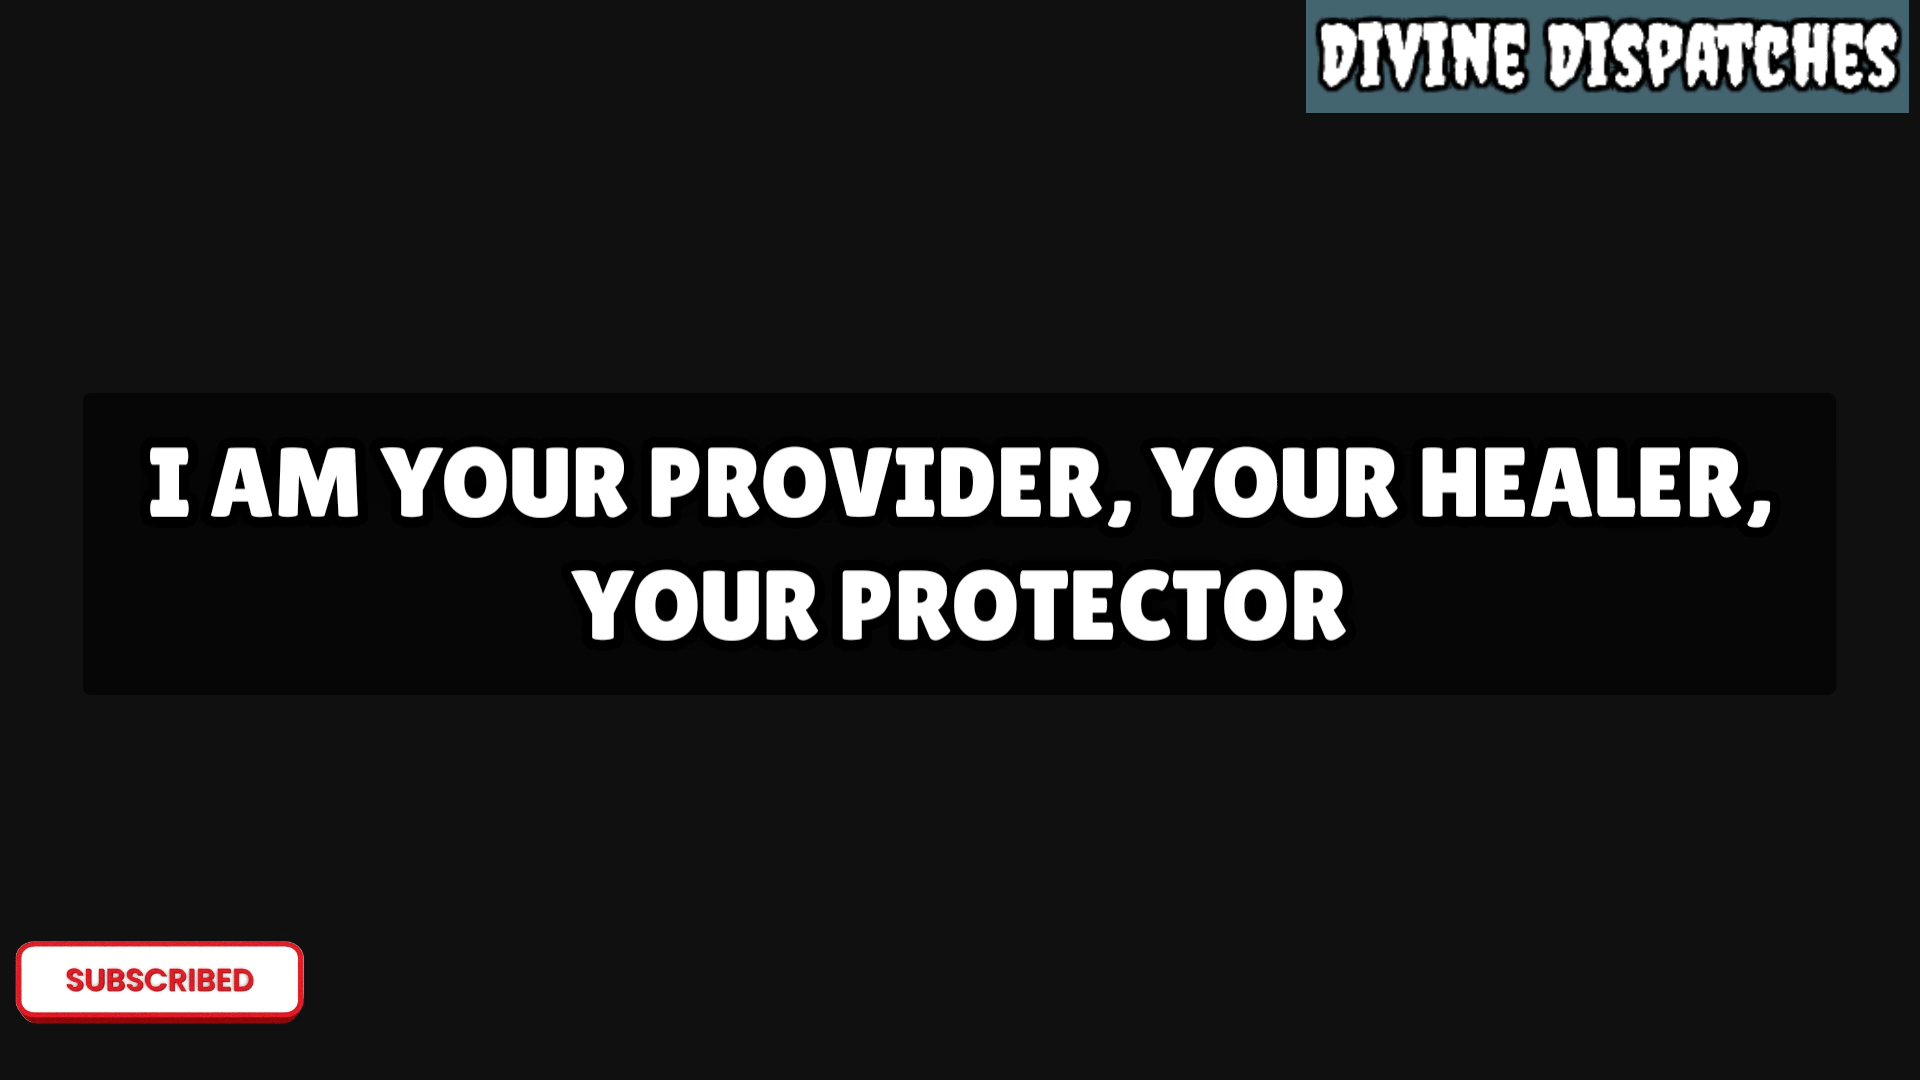 DIVINE DISPATCHES
I AM YOUR PROVIDER, YOUR HEALER,
YOUR PROTECTOR
SUBSCRIBED